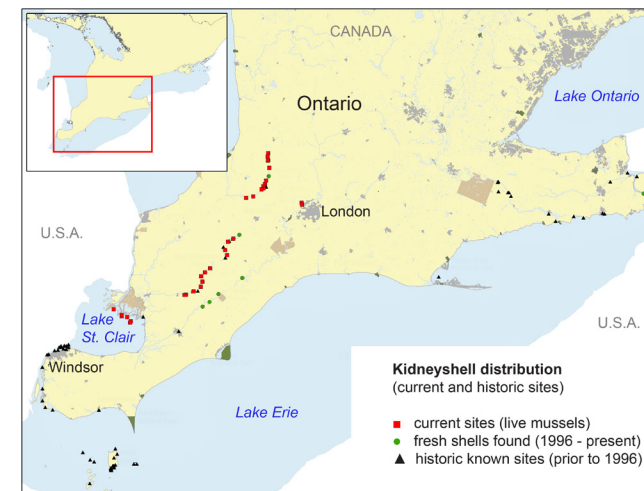 CANADA
Lake Ontario
Ontario
London
U.S.A.
Lake
St. Clair
U.S.A.
Windsor
Lake Erie
Kidneyshell distribution
(current and historic sites)
current sites (live mussels)
fresh shells found (1996 - present)
historic known sites (prior to 1996)